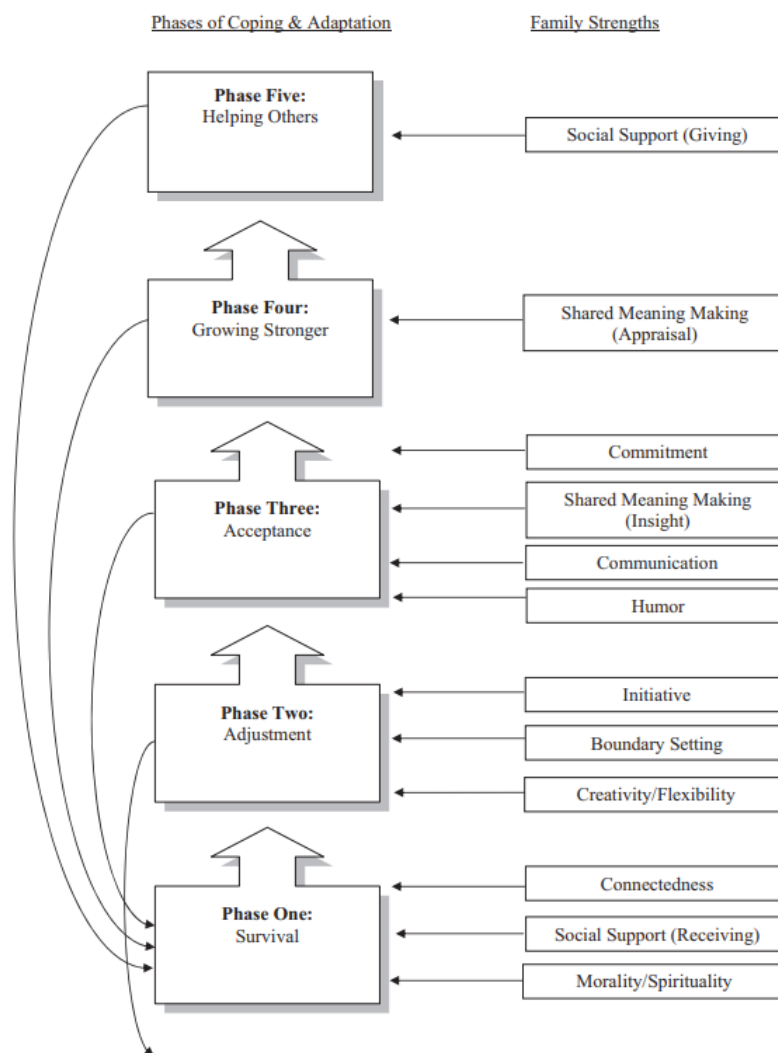 Phases of Coping & Adaptation
Family Strengths
Phase Five:
Helping Others
Social Support (Giving)
Phase Four:
Growing Stronger
Shared Meaning Making
(Appraisal)
Commitment
Phase Three:
Acceptance
Shared Meaning Making
(Insight)
Communication
Humor
Phase Two:
Adjustment
Initiative
Boundary Setting
Creativity/Flexibility
Phase One:
Survival
Connectedness
Social Support (Receiving)
Morality/Spirituality